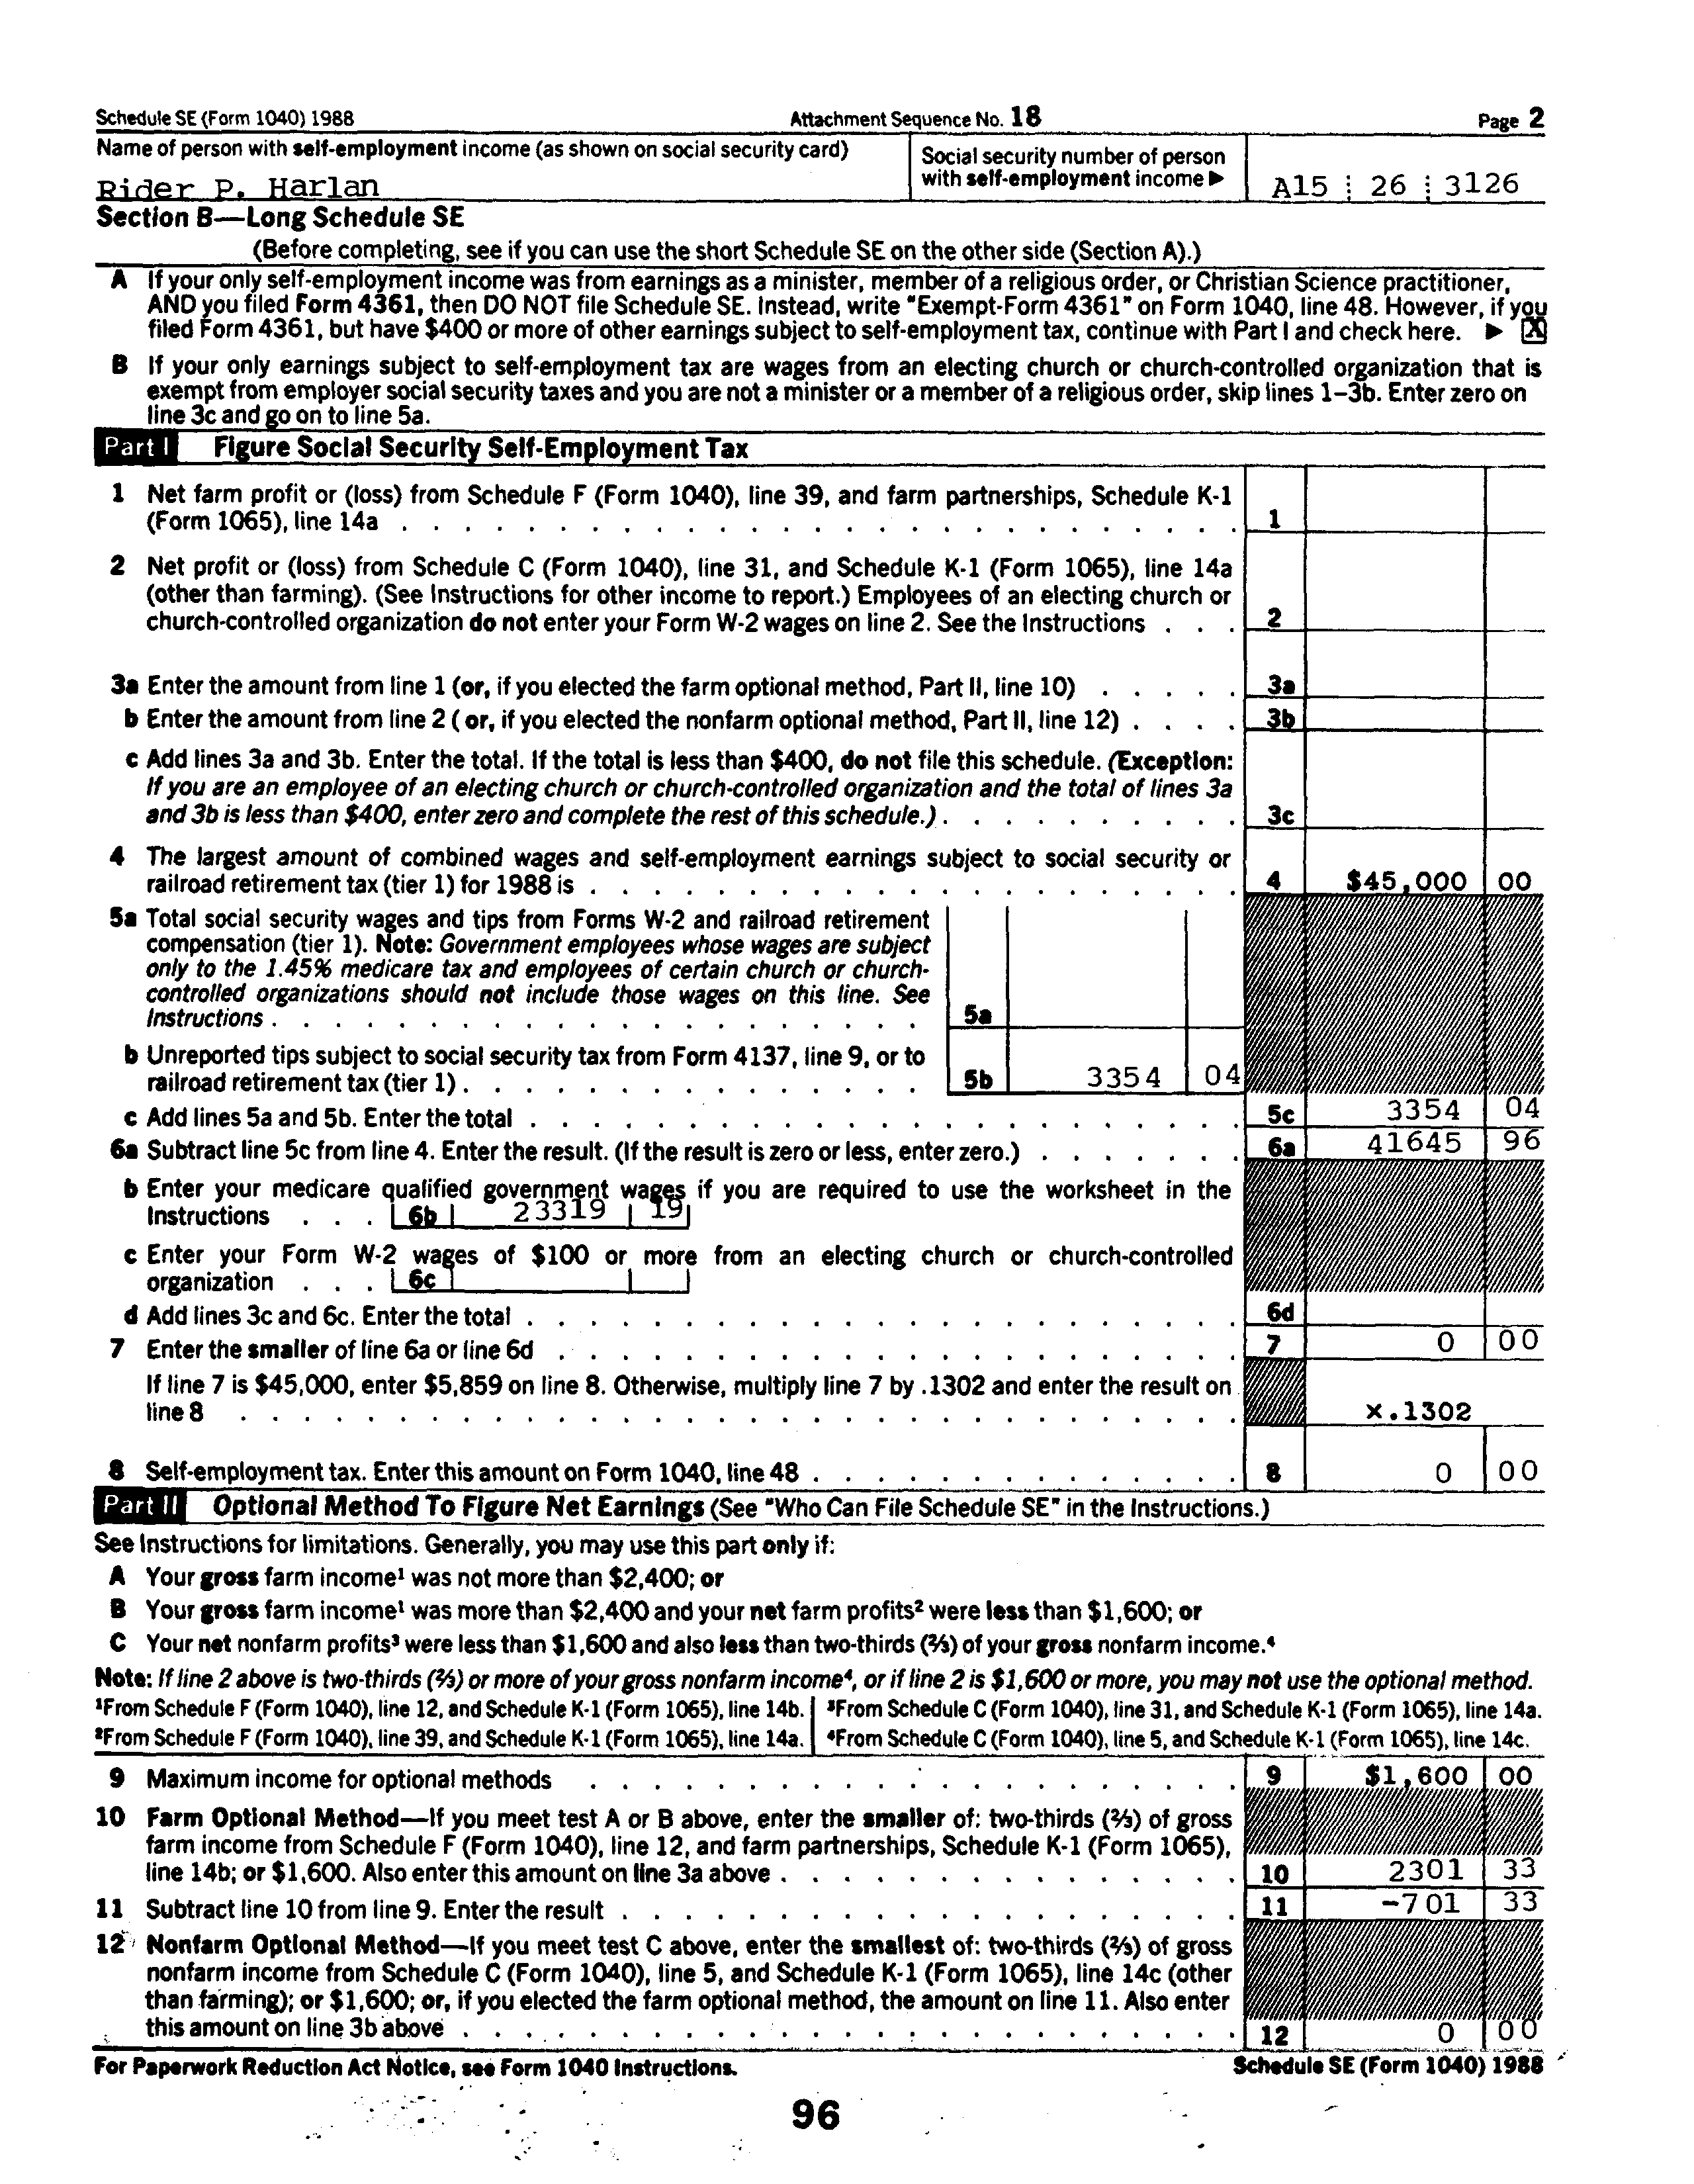 Schedule SE (Form 1040) 1988 Attachment Sequence No. 18 Page 2
Name of person with self-employment income (as shown on social security card)
Rider P. Harlan
Social security number of person
with self-employment income ▶ A15 26 3126
Section B—Long Schedule SE
(Before completing, see if you can use the short Schedule SE on the other side (Section A).)
A If your only self-employment income was from earnings as a minister, member of a religious order, or Christian Science practitioner,
AND you filed Form 4361, then DO NOT file Schedule SE. Instead, write "Exempt-Form 4361" on Form 1040, line 48. However, if you
filed Form 4361, but have $400 or more of other earnings subject to self-employment tax, continue with Part I and check here. ▶ X
B If your only earnings subject to self-employment tax are wages from an electing church or church-controlled organization that is
exempt from employer social security taxes and you are not a minister or a member of a religious order, skip lines 1–3b. Enter zero on
line 3c and go on to line 5a.
Part I Figure Social Security Self-Employment Tax
1 Net farm profit or (loss) from Schedule F (Form 1040), line 39, and farm partnerships, Schedule K-1
(Form 1065), line 14a . . . 1
2 Net profit or (loss) from Schedule C (Form 1040), line 31, and Schedule K-1 (Form 1065), line 14a
(other than farming). (See Instructions for other income to report.) Employees of an electing church or
church-controlled organization do not enter your Form W-2 wages on line 2. See the Instructions . . . 2
3a Enter the amount from line 1 (or, if you elected the farm optional method, Part II, line 10) . . . . . 3a
b Enter the amount from line 2 ( or, if you elected the nonfarm optional method, Part II, line 12) . . . . 3b
c Add lines 3a and 3b. Enter the total. If the total is less than $400, do not file this schedule. (Exception:
If you are an employee of an electing church or church-controlled organization and the total of lines 3a
and 3b is less than $400, enter zero and complete the rest of this schedule.) . . . 3c
4 The largest amount of combined wages and self-employment earnings subject to social security or
railroad retirement tax (tier 1) for 1988 is . . . 4 $45,000 00
5a Total social security wages and tips from Forms W-2 and railroad retirement
compensation (tier 1). Note: Government employees whose wages are subject
only to the 1.45% medicare tax and employees of certain church or church-
controlled organizations should not include those wages on this line. See
Instructions . . . 5a
b Unreported tips subject to social security tax from Form 4137, line 9, or to
railroad retirement tax (tier 1) . . . 5b 3354 04
c Add lines 5a and 5b. Enter the total . . . 5c 3354 04
6a Subtract line 5c from line 4. Enter the result. (If the result is zero or less, enter zero.) . . . 6a 41645 96
b Enter your medicare qualified government wages if you are required to use the worksheet in the
Instructions . . . 6b 23319 19
c Enter your Form W-2 wages of $100 or more from an electing church or church-controlled
organization . . . 6c
d Add lines 3c and 6c. Enter the total . . . 6d
7 Enter the smaller of line 6a or line 6d . . . 7 0 00
If line 7 is $45,000, enter $5,859 on line 8. Otherwise, multiply line 7 by .1302 and enter the result on
line 8 . . . x.1302
8 Self-employment tax. Enter this amount on Form 1040, line 48 . . . 8 0 00
Part II Optional Method To Figure Net Earnings (See "Who Can File Schedule SE" in the Instructions.)
See Instructions for limitations. Generally, you may use this part only if:
A Your gross farm income¹ was not more than $2,400; or
B Your gross farm income¹ was more than $2,400 and your net farm profits² were less than $1,600; or
C Your net nonfarm profits³ were less than $1,600 and also less than two-thirds (⅔) of your gross nonfarm income.⁴
Note: If line 2 above is two-thirds (⅔) or more of your gross nonfarm income⁴, or if line 2 is $1,600 or more, you may not use the optional method.
¹From Schedule F (Form 1040), line 12, and Schedule K-1 (Form 1065), line 14b. ³From Schedule C (Form 1040), line 31, and Schedule K-1 (Form 1065), line 14a.
²From Schedule F (Form 1040), line 39, and Schedule K-1 (Form 1065), line 14a. ⁴From Schedule C (Form 1040), line 5, and Schedule K-1 (Form 1065), line 14c.
9 Maximum income for optional methods . . . 9 $1,600 00
10 Farm Optional Method—If you meet test A or B above, enter the smaller of: two-thirds (⅔) of gross
farm income from Schedule F (Form 1040), line 12, and farm partnerships, Schedule K-1 (Form 1065),
line 14b; or $1,600. Also enter this amount on line 3a above . . . 10 2301 33
11 Subtract line 10 from line 9. Enter the result . . . 11 -701 33
12 Nonfarm Optional Method—If you meet test C above, enter the smallest of: two-thirds (⅔) of gross
nonfarm income from Schedule C (Form 1040), line 5, and Schedule K-1 (Form 1065), line 14c (other
than farming); or $1,600; or, if you elected the farm optional method, the amount on line 11. Also enter
this amount on line 3b above . . . 12 0 00
For Paperwork Reduction Act Notice, see Form 1040 Instructions. Schedule SE (Form 1040) 1988
96